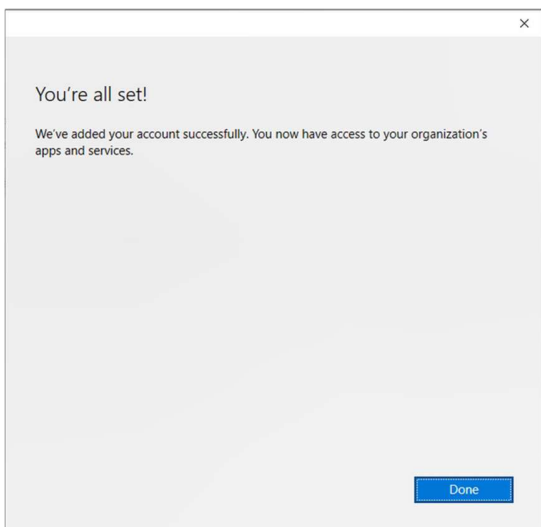 You’re all set!
We’ve added your account successfully. You now have access to your organization’s
apps and services.
Done